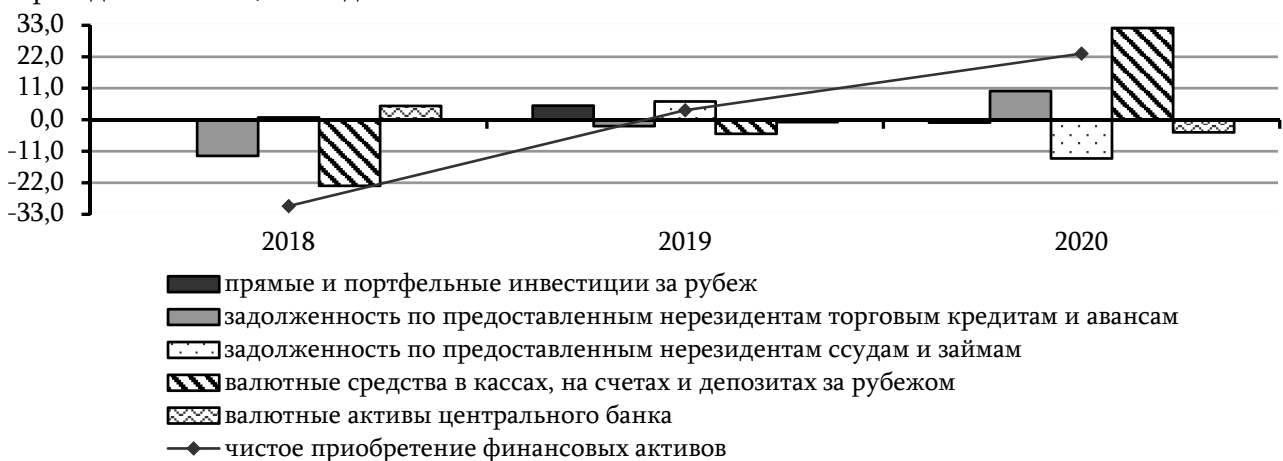 33,0
22,0
11,0
0,0
-11,0
-22,0
-33,0
2018 2019 2020
прямые и портфельные инвестиции за рубеж
задолженность по предоставленным нерезидентам торговым кредитам и авансам
задолженность по предоставленным нерезидентам ссудам и займам
валютные средства в кассах, на счетах и депозитах за рубежом
валютные активы центрального банка
чистое приобретение финансовых активов